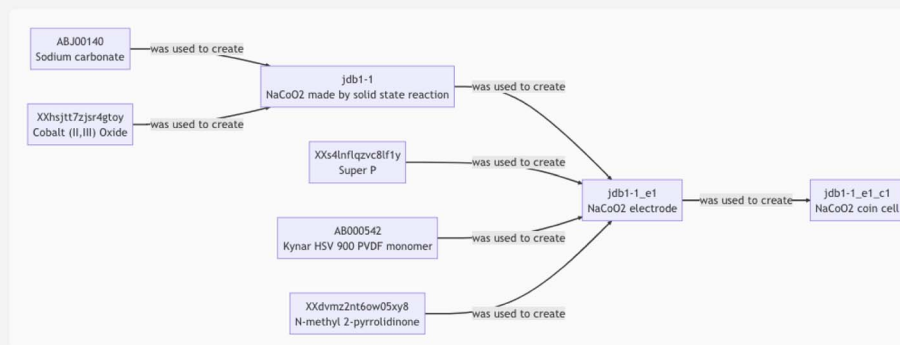 ABJ00140
Sodium carbonate
was used to create
XXhsjtt7zjsr4gtoy
Cobalt (II,III) Oxide
was used to create
jdb1-1
NaCoO2 made by solid state reaction
was used to create
XXs4lnflqzvc8lf1y
Super P
was used to create
AB000542
Kynar HSV 900 PVDF monomer
was used to create
XXdvmz2nt6ow05xy8
N-methyl 2-pyrrolidinone
was used to create
jdb1-1_e1
NaCoO2 electrode
was used to create
jdb1-1_e1_c1
NaCoO2 coin cell